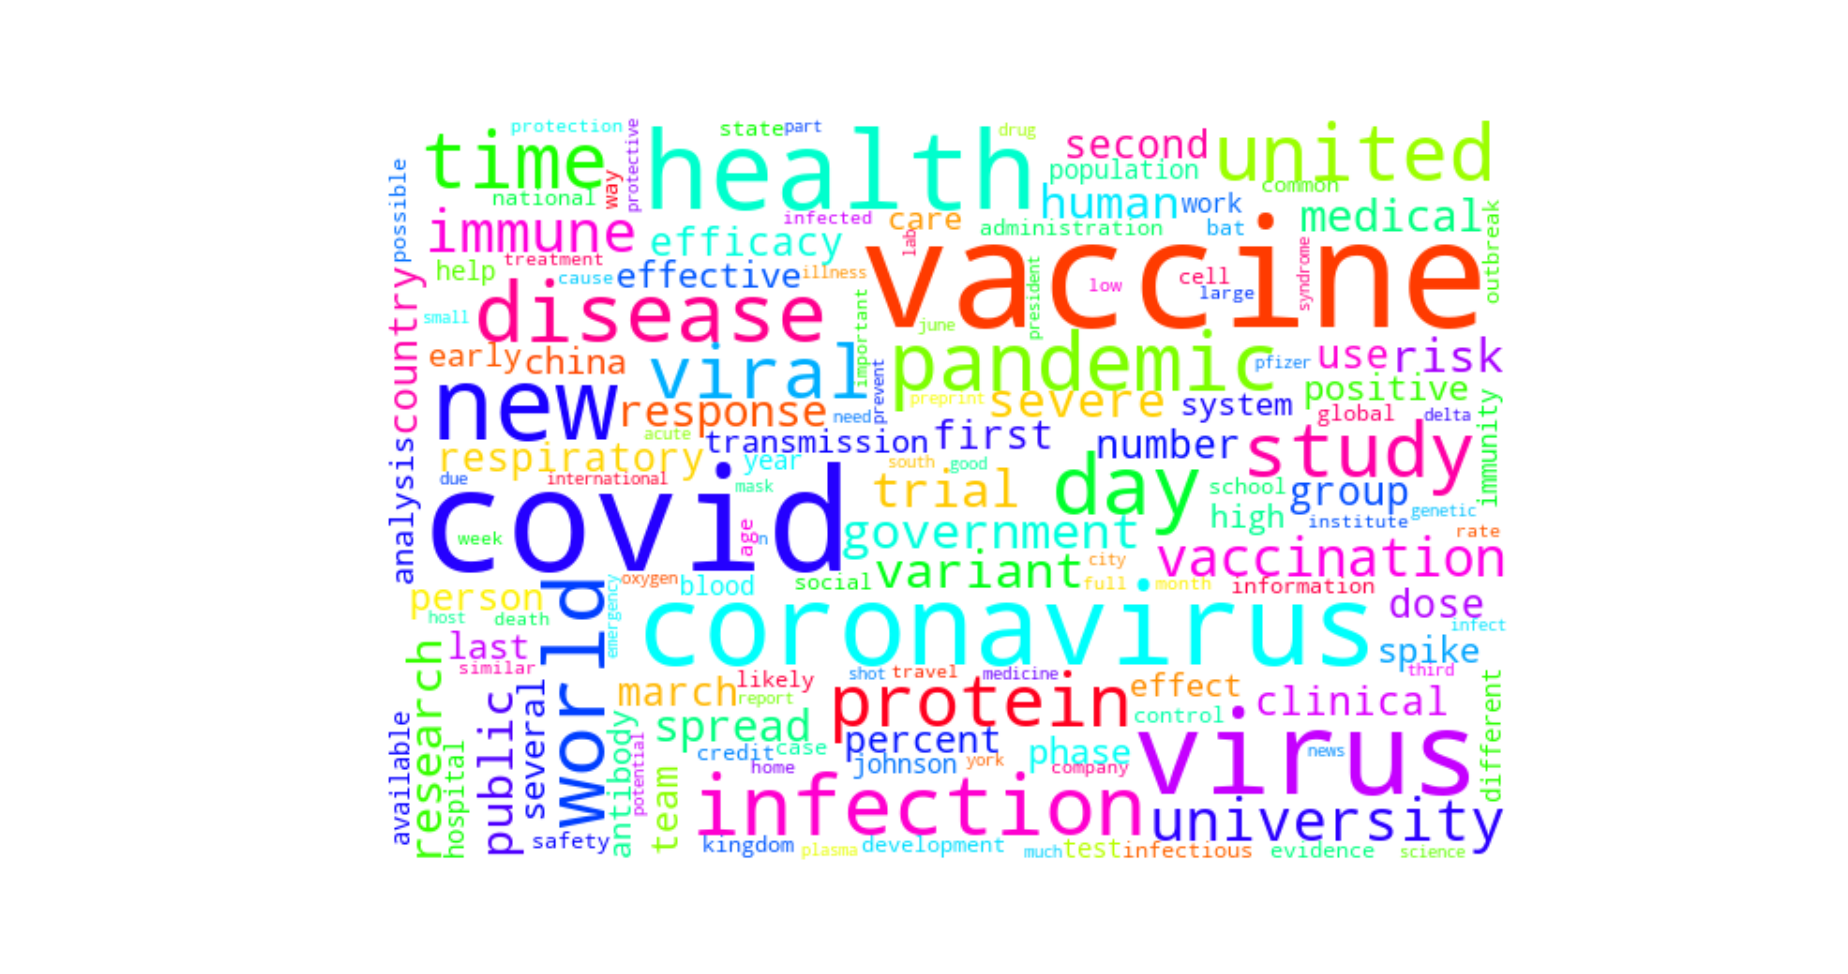 protection
protective
state
part
drug
second
united
time
health
population
common
possible
national
way
human
work
medical
immune
infected
care
administration
bat
outbreak
efficacy
lab
vaccine
help
treatment
cause
effective
illness
cell
large
syndrome
low
country
small
disease
important
june
president
early
china
viral
pandemic
pfizer
use
risk
new
response
need
prevent
preprint
severe
system
positive
global
delta
acute
transmission
first
number
study
immunity
analysis
respiratory
year
south
good
due
international
mask
trial
day
school
group
high
institute
genetic
rate
covid
week
age
n
government
vaccination
variant
city
oxygen
blood
social
full
month
information
person
emergency
host
death
world
coronavirus
dose
infect
last
similar
spike
third
research
shot
travel
medicine
march
likely
report
protein
effect
clinical
different
public
several
spread
control
available
hospital
antibody
potential
credit
case
percent
phase
virus
news
home
johnson
york
company
team
infection
university
safety
kingdom
plasma
development
much
test
infectious
evidence
science